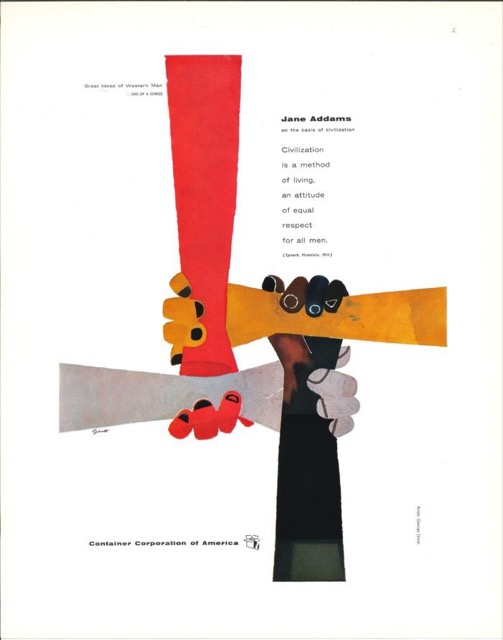 Great Ideas of Western Man
...ONE OF A SERIES
Jane Addams
on the basis of civilization
Civilization
is a method
of living,
an attitude
of equal
respect
for all men.
(Speech, Honolulu, 1933)
Container Corporation of America
Artist: George Giusti